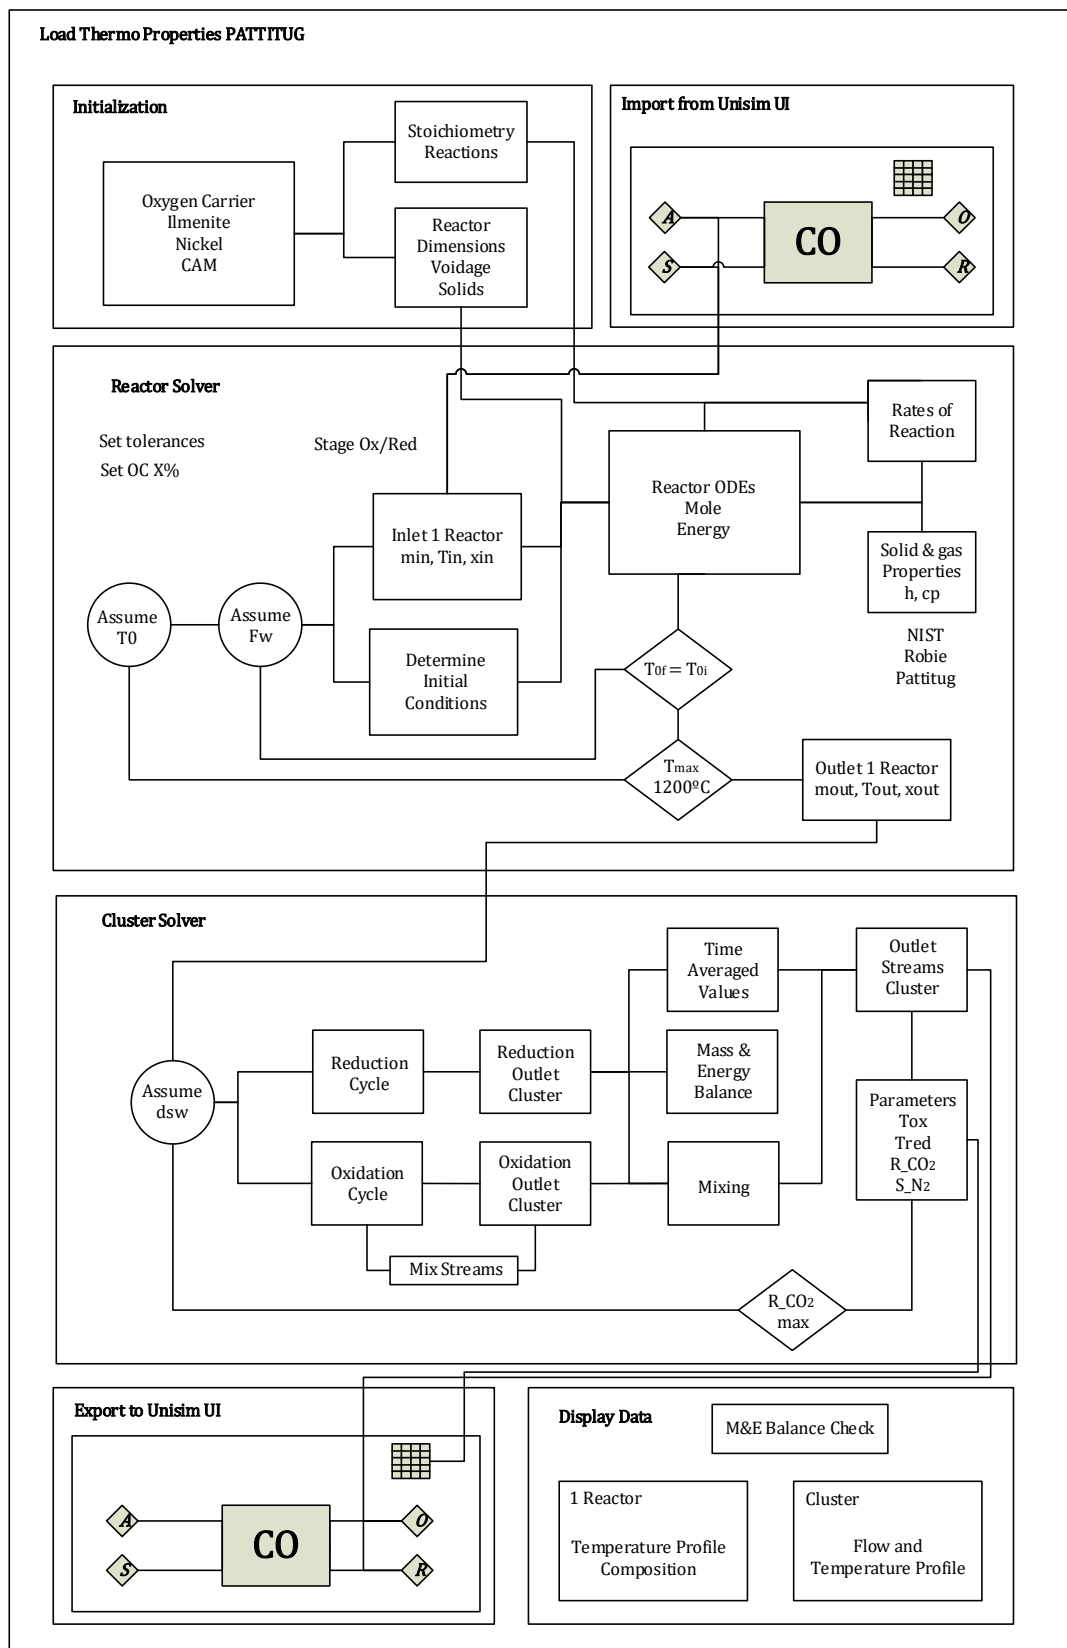 Load Thermo Properties PATTITUG
Initialization
Oxygen Carrier
Ilmenite
Nickel
CAM
Stoichiometry
Reactions
Reactor
Dimensions
Voidage
Solids
Import from Unisim UI
A
S
CO
O
R
Reactor Solver
Set tolerances
Set OC X%
Stage Ox/Red
Rates of
Reaction
Reactor ODEs
Mole
Energy
Inlet 1 Reactor
min, Tin, xin
Solid & gas
Properties
h, cp
NIST
Robie
Pattitug
Assume
T0
Assume
Fw
Determine
Initial
Conditions
T0f = T0i
Tmax
1200ºC
Outlet 1 Reactor
mout, Tout, xout
Cluster Solver
Time
Averaged
Values
Outlet
Streams
Cluster
Assume
dsw
Reduction
Cycle
Reduction
Outlet
Cluster
Mass &
Energy
Balance
Parameters
Tox
Tred
R_CO2
S_N2
Oxidation
Cycle
Oxidation
Outlet
Cluster
Mixing
Mix Streams
R_CO2
max
Export to Unisim UI
A
S
CO
O
R
Display Data
M&E Balance Check
1 Reactor
Temperature Profile
Composition
Cluster
Flow and
Temperature Profile